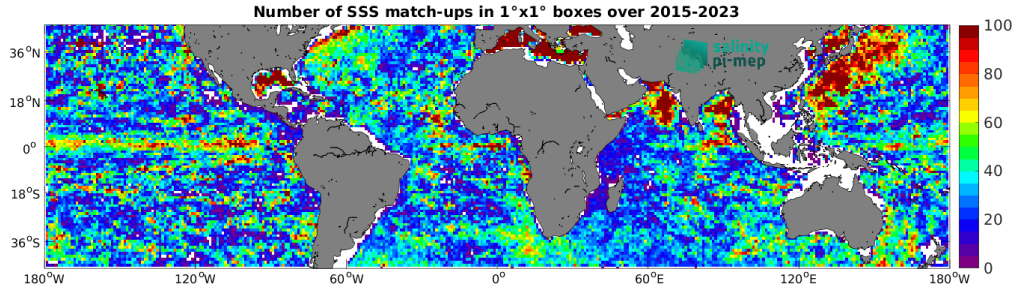 Number of SSS match-ups in 1°x1° boxes over 2015-2023
salinity
pi-mep
36°N
18°N
0°
18°S
36°S
180°W
120°W
60°W
0°
60°E
120°E
180°W
100
80
60
40
20
0